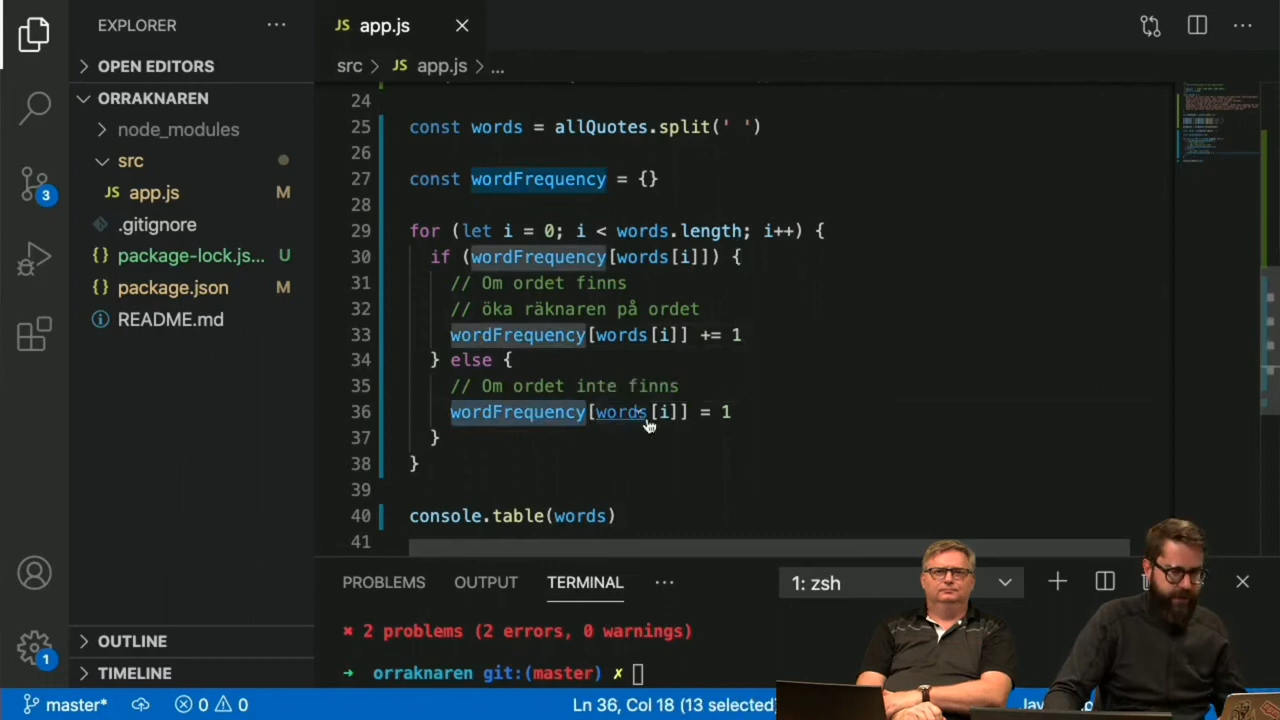 EXPLORER
JS app.js
OPEN EDITORS
src > JS app.js > ...
ORRAKNAREN
node_modules
src
JS app.js M
.gitignore
{} package-lock.js... U
{} package.json M
README.md
OUTLINE
TIMELINE
24
25 const words = allQuotes.split(' ')
26
27 const wordFrequency = {}
28
29 for (let i = 0; i < words.length; i++) {
30 if (wordFrequency[words[i]]) {
31 // Om ordet finns
32 // öka räknaren på ordet
33 wordFrequency[words[i]] += 1
34 } else {
35 // Om ordet inte finns
36 wordFrequency[words[i]] = 1
37 }
38 }
39
40 console.table(words)
41
PROBLEMS OUTPUT TERMINAL ... 1: zsh
✖ 2 problems (2 errors, 0 warnings)
➜ orraknaren git:(master) ✗
3
1
master* 0 0 Ln 36, Col 18 (13 selected)